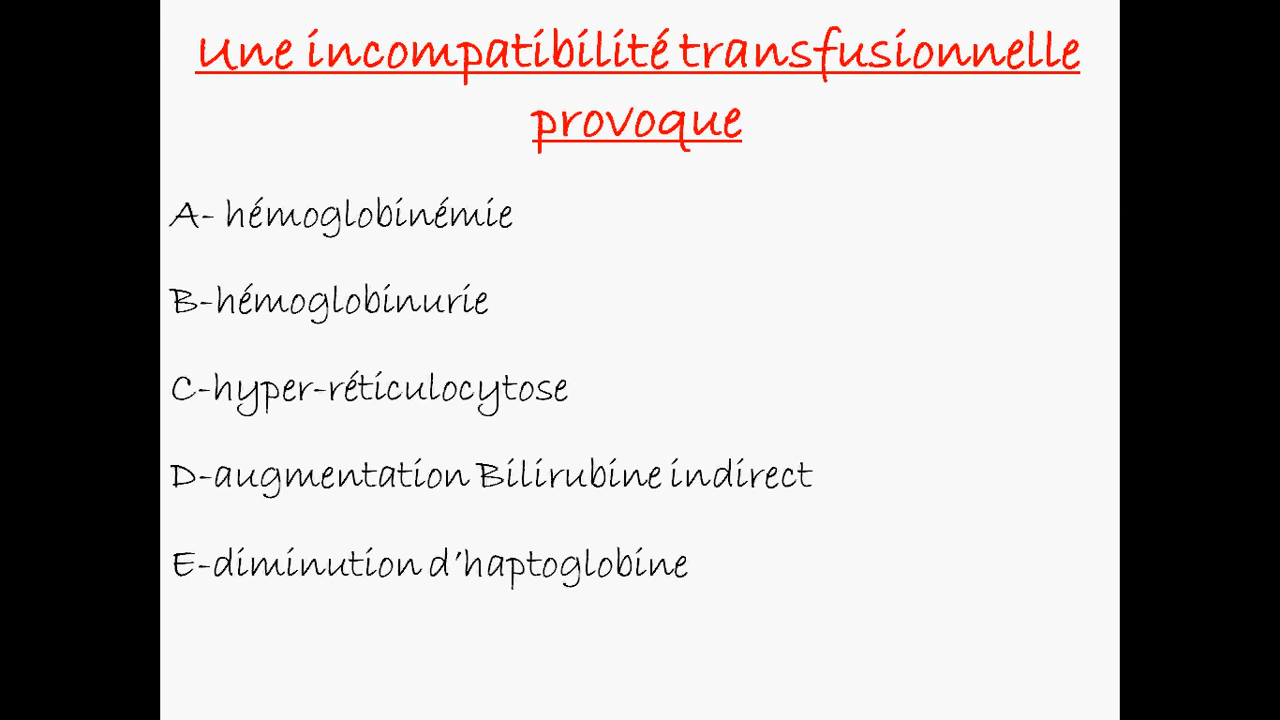 Une incompatibilité transfusionnelle
provoque
A- hémoglobinémie
B-hémoglobinurie
C-hyper-réticulocytose
D-augmentation Bilirubine indirect
E-diminution d'haptoglobine